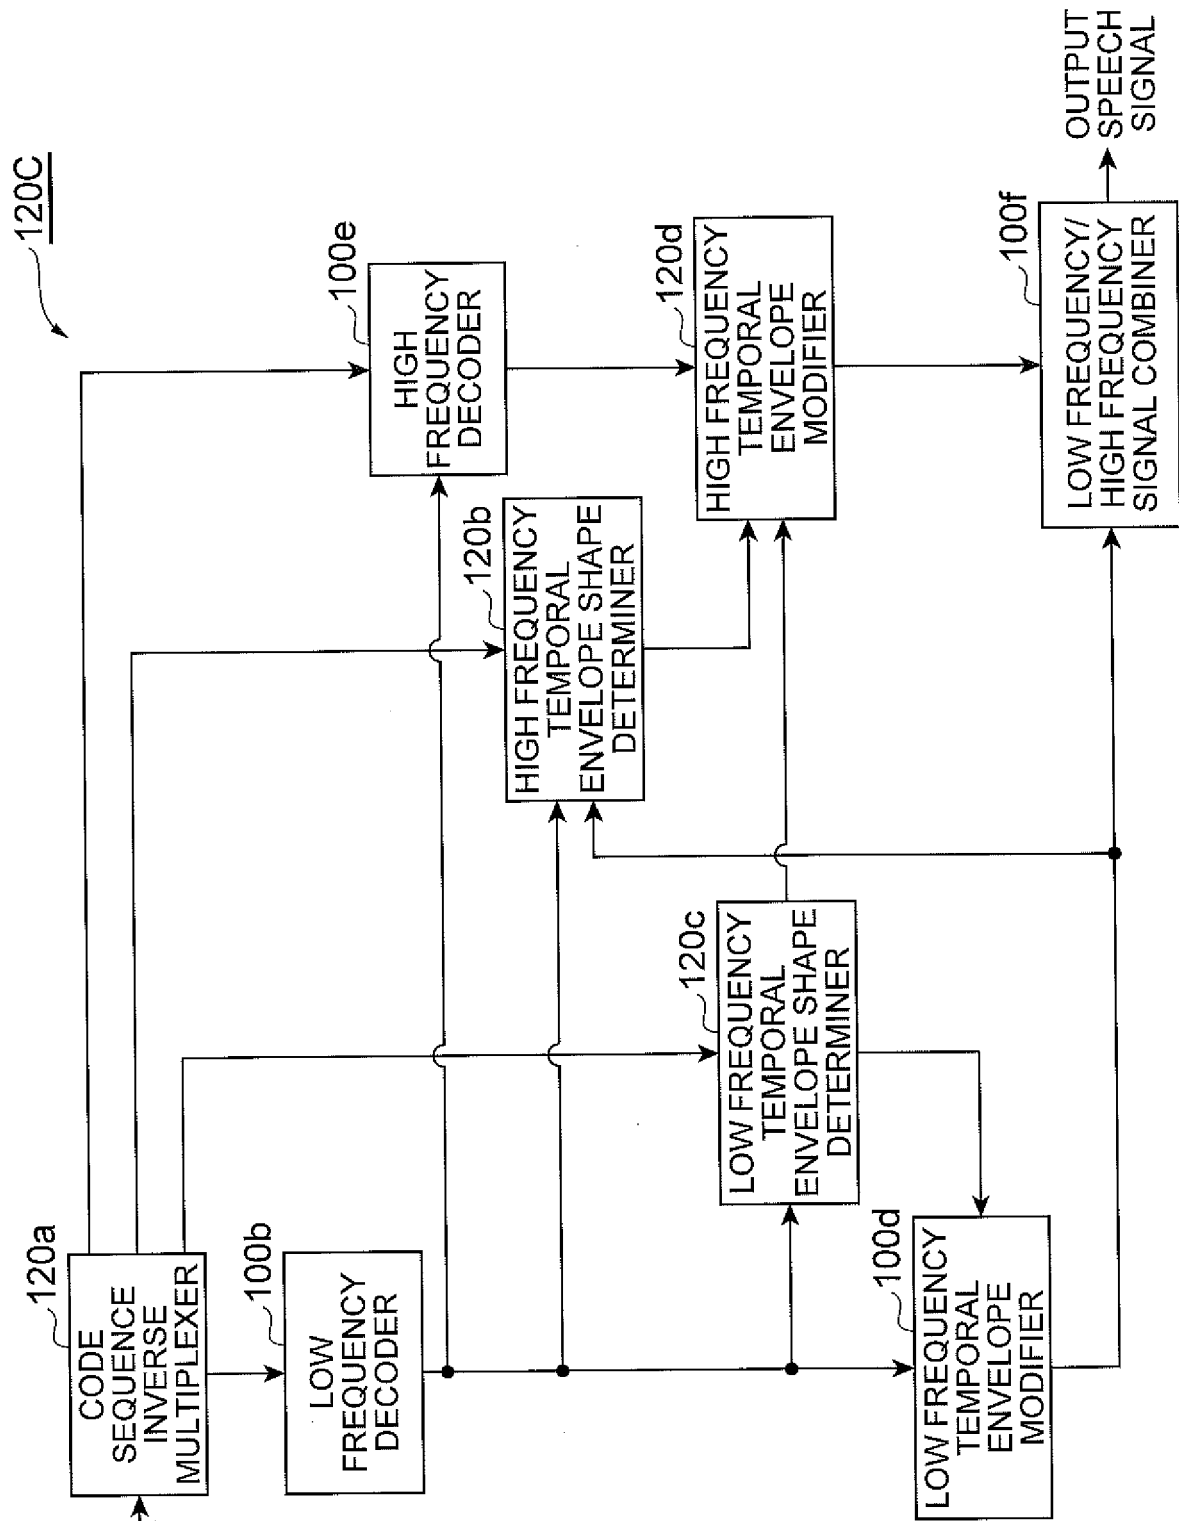 120C
120a
CODE
SEQUENCE
INVERSE
MULTIPLEXER
100b
LOW
FREQUENCY
DECODER
100e
HIGH
FREQUENCY
DECODER
120b
HIGH FREQUENCY
TEMPORAL
ENVELOPE SHAPE
DETERMINER
120c
LOW FREQUENCY
TEMPORAL
ENVELOPE SHAPE
DETERMINER
120d
HIGH FREQUENCY
TEMPORAL
ENVELOPE
MODIFIER
100d
LOW FREQUENCY
TEMPORAL
ENVELOPE
MODIFIER
100f
LOW FREQUENCY/
HIGH FREQUENCY
SIGNAL COMBINER
OUTPUT
SPEECH
SIGNAL